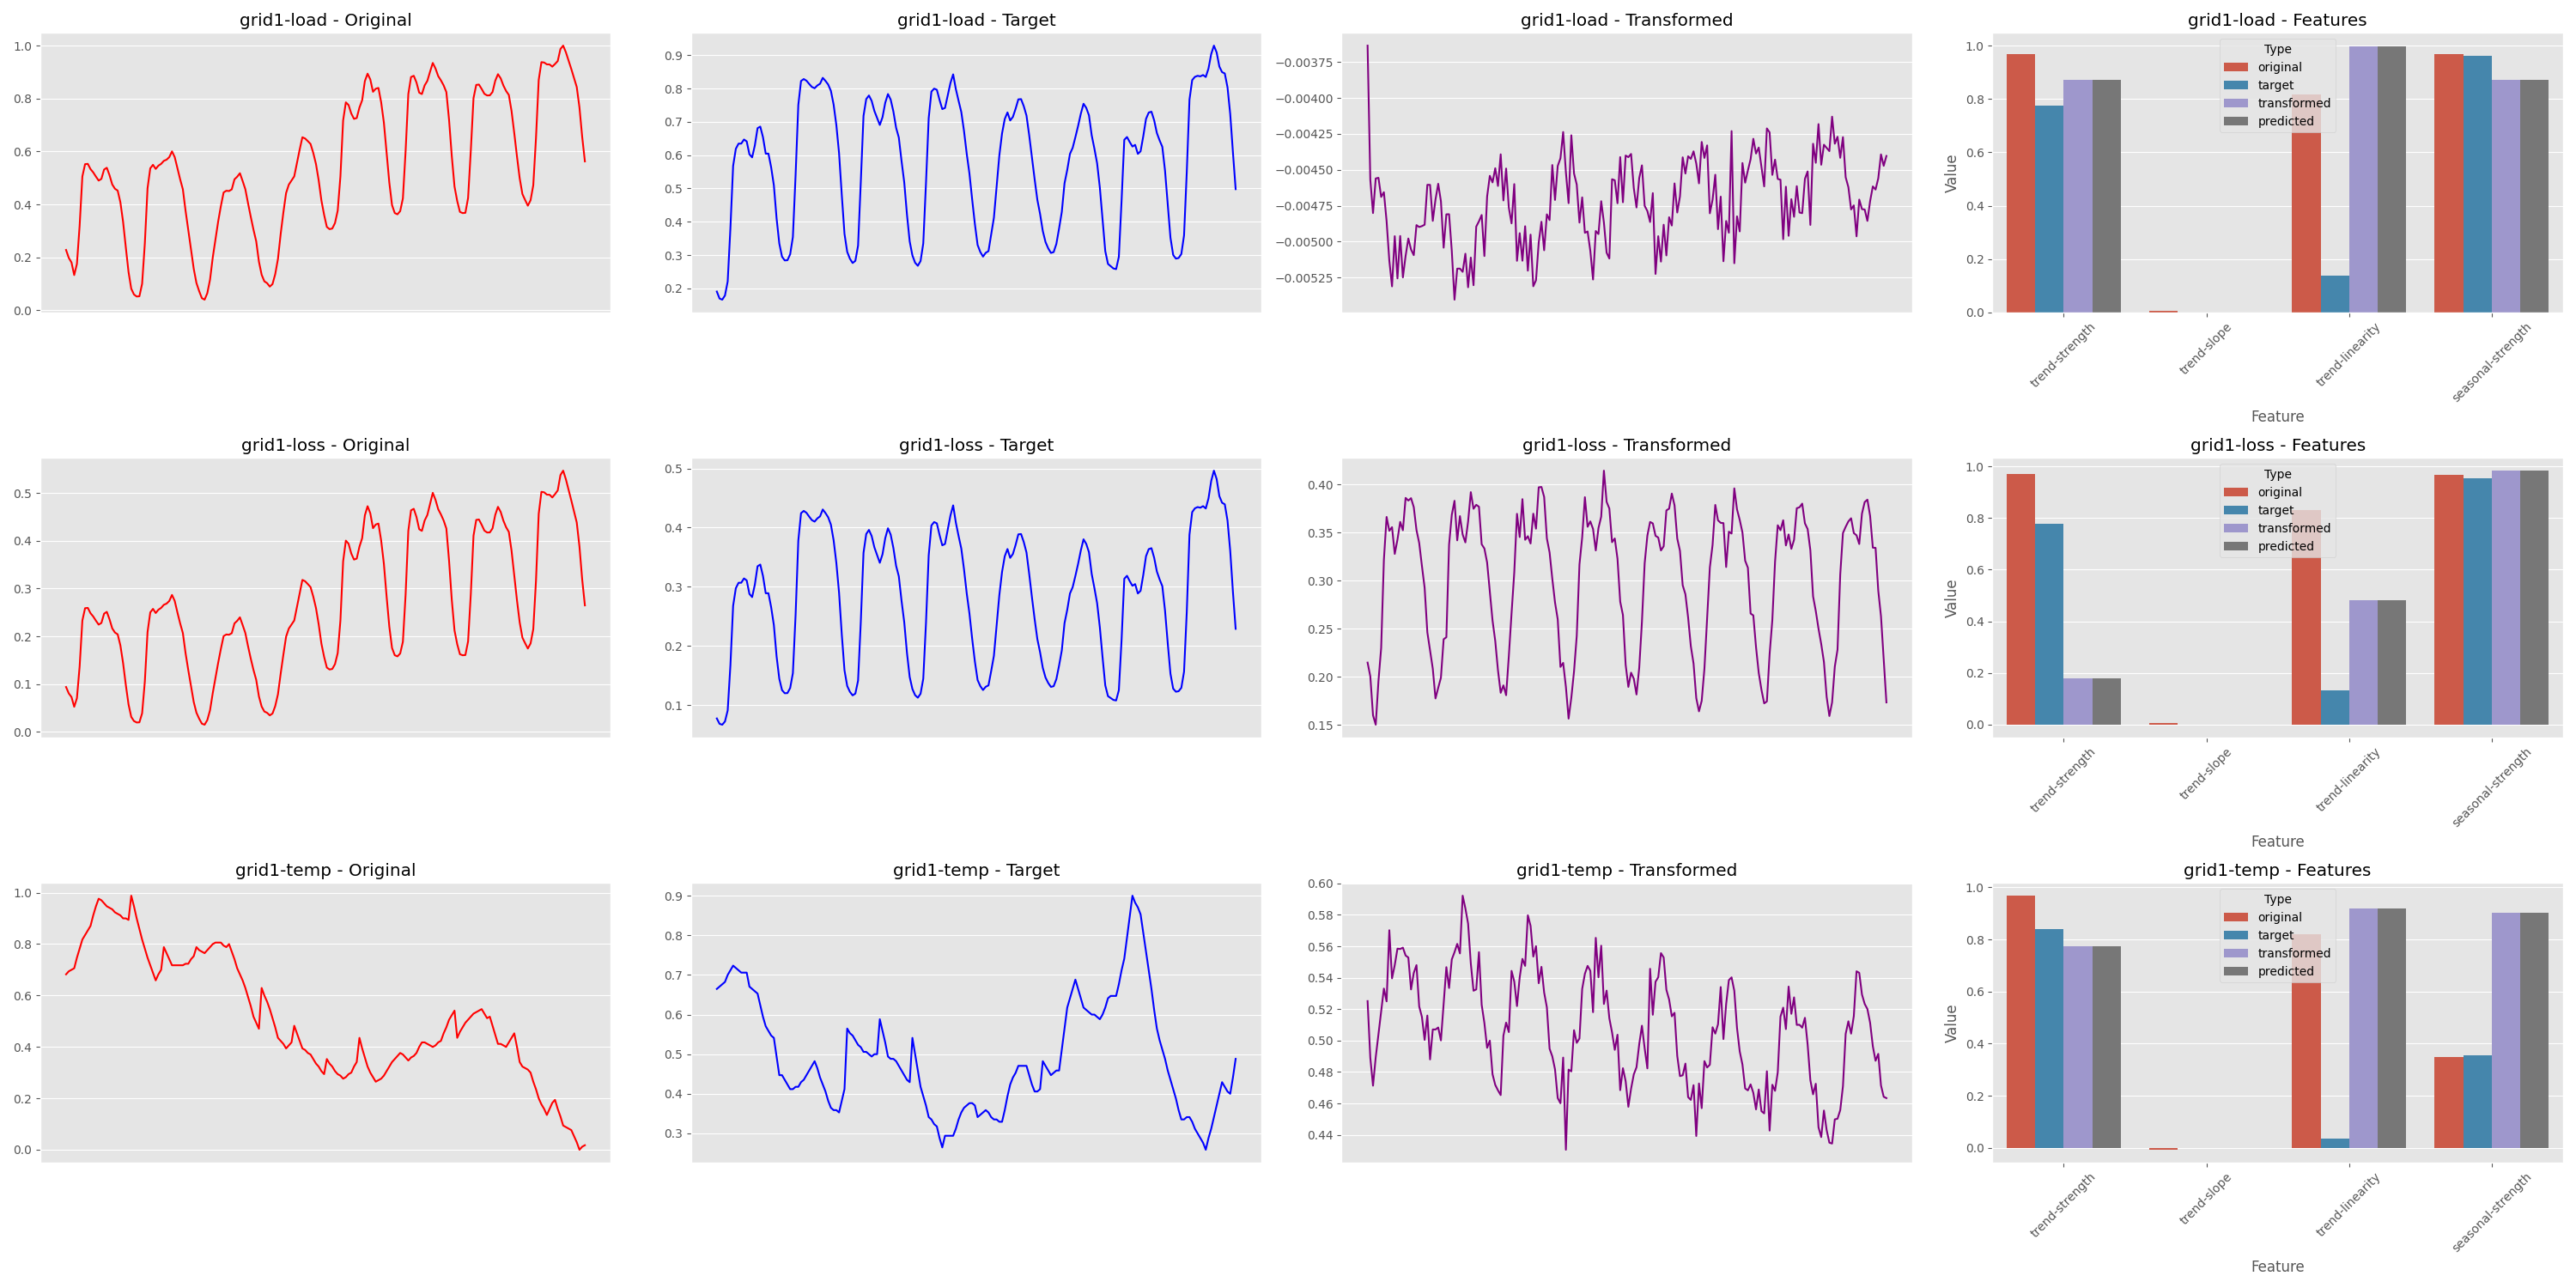 grid1-load - Original
grid1-load - Target
grid1-load - Transformed
grid1-load - Features
1.0
0.8
0.6
0.4
0.2
0.0
0.9
0.8
0.7
0.6
0.5
0.4
0.3
0.2
−0.00375
−0.00400
−0.00425
−0.00450
−0.00475
−0.00500
−0.00525
Value
1.0
0.8
0.6
0.4
0.2
0.0
Type
original
target
transformed
predicted
trend-strength
trend-slope
trend-linearity
seasonal-strength
Feature
grid1-loss - Original
grid1-loss - Target
grid1-loss - Transformed
grid1-loss - Features
0.5
0.4
0.3
0.2
0.1
0.0
0.5
0.4
0.3
0.2
0.1
0.40
0.35
0.30
0.25
0.20
0.15
Value
1.0
0.8
0.6
0.4
0.2
0.0
Type
original
target
transformed
predicted
trend-strength
trend-slope
trend-linearity
seasonal-strength
Feature
grid1-temp - Original
grid1-temp - Target
grid1-temp - Transformed
grid1-temp - Features
1.0
0.8
0.6
0.4
0.2
0.0
0.9
0.8
0.7
0.6
0.5
0.4
0.3
0.60
0.58
0.56
0.54
0.52
0.50
0.48
0.46
0.44
Value
1.0
0.8
0.6
0.4
0.2
0.0
Type
original
target
transformed
predicted
trend-strength
trend-slope
trend-linearity
seasonal-strength
Feature